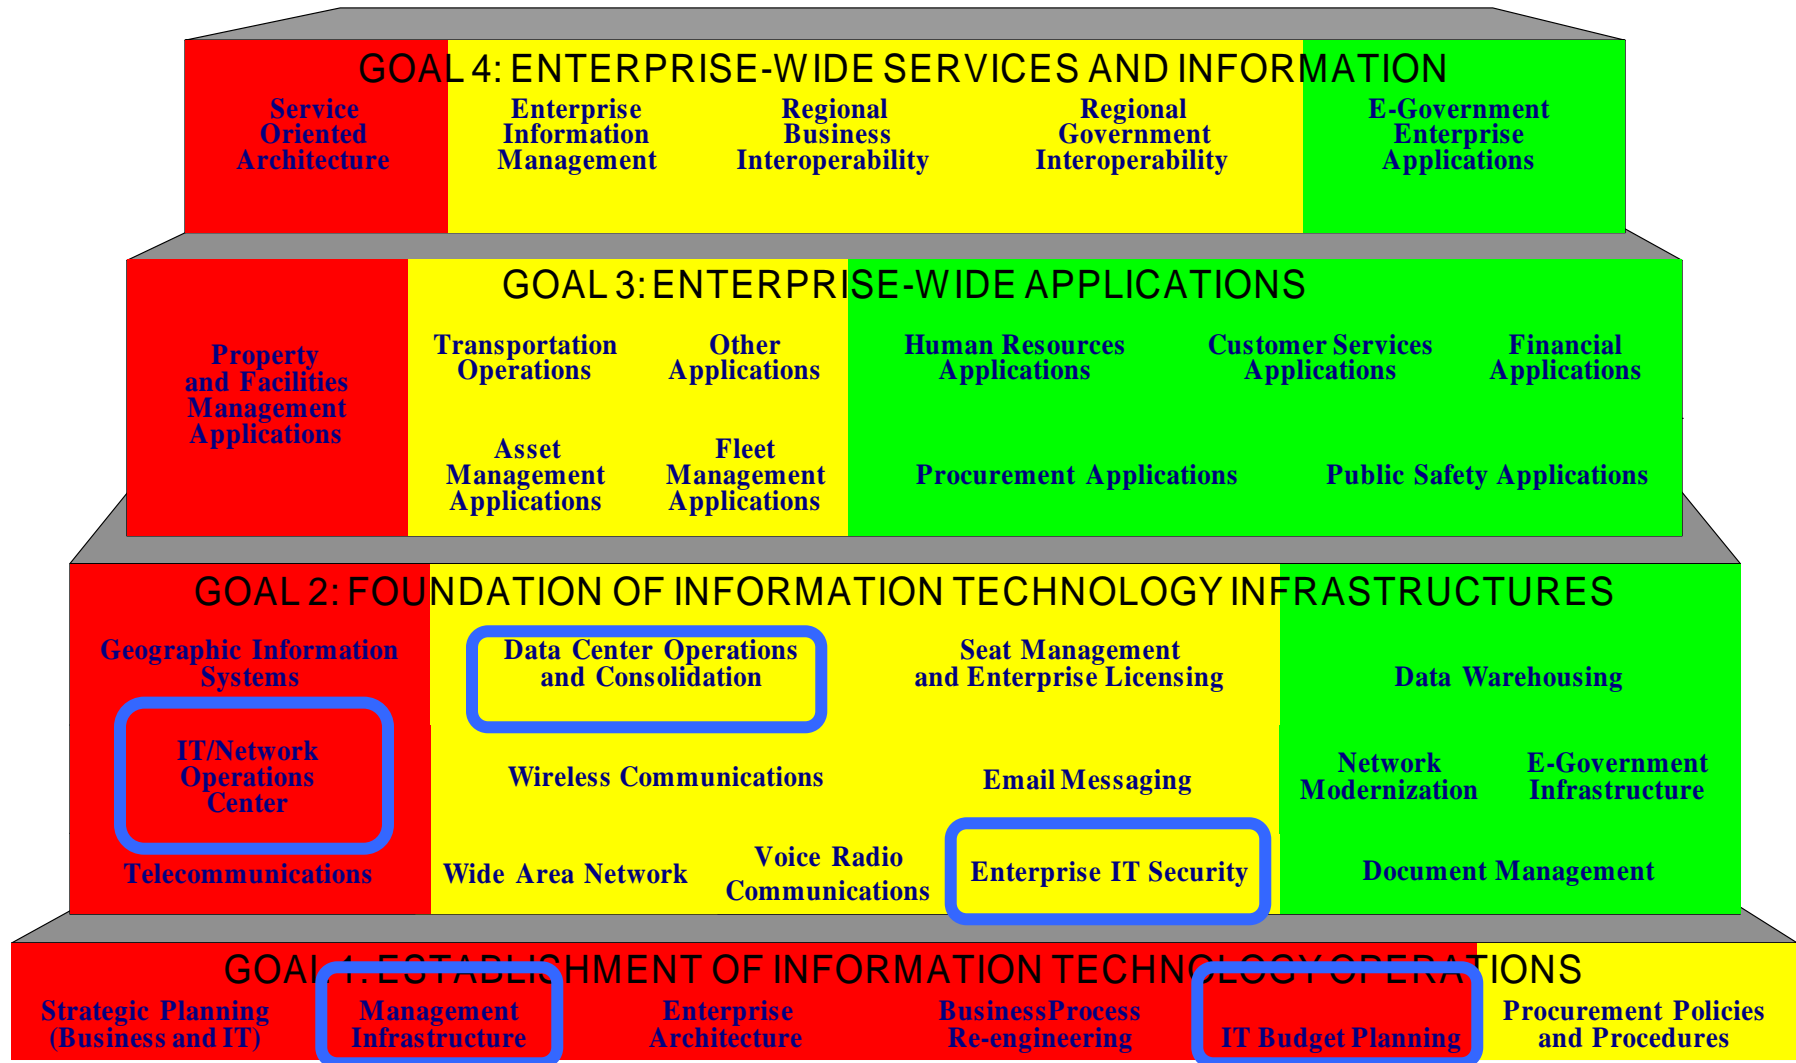 GOAL 4: ENTERPRISE-WIDE SERVICES AND INFORMATION
Service
Oriented
Architecture
Enterprise
Information
Management
Regional
Business
Interoperability
Regional
Government
Interoperability
E-Government
Enterprise
Applications
GOAL 3: ENTERPRISE-WIDE APPLICATIONS
Property
and Facilities
Management
Applications
Transportation
Operations
Other
Applications
Human Resources
Applications
Customer Services
Applications
Financial
Applications
Asset
Management
Applications
Fleet
Management
Applications
Procurement Applications
Public Safety Applications
GOAL 2: FOUNDATION OF INFORMATION TECHNOLOGY INFRASTRUCTURES
Geographic Information
Systems
Data Center Operations
and Consolidation
Seat Management
and Enterprise Licensing
Data Warehousing
IT/Network
Operations
Center
Wireless Communications
Email Messaging
Network
Modernization
E-Government
Infrastructure
Telecommunications
Wide Area Network
Voice Radio
Communications
Enterprise IT Security
Document Management
GOAL 1: ESTABLISHMENT OF INFORMATION TECHNOLOGY OPERATIONS
Strategic Planning
(Business and IT)
Management
Infrastructure
Enterprise
Architecture
Business Process
Re-engineering
IT Budget Planning
Procurement Policies
and Procedures